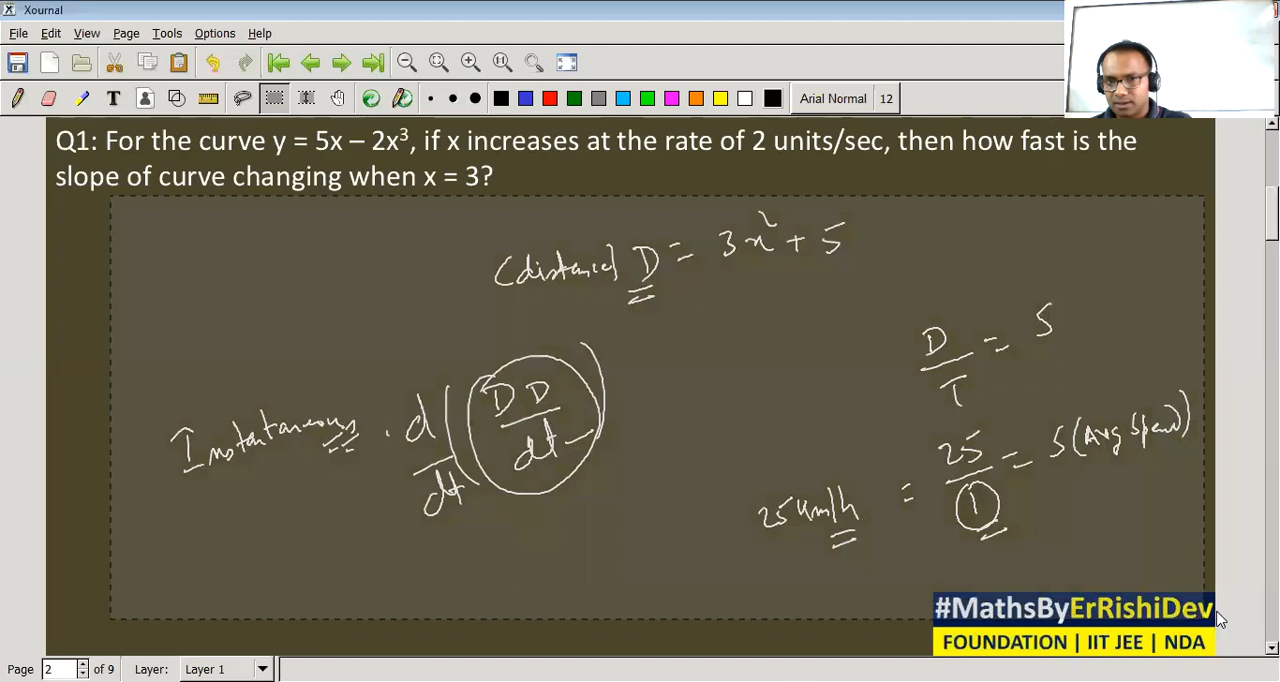 Xournal
File Edit View Page Tools Options Help
Arial Normal 12
Q1: For the curve y = 5x – 2x³, if x increases at the rate of 2 units/sec, then how fast is the
slope of curve changing when x = 3?
(distance) D = 3x² + 5
D/T = S
Instantaneous . d/dt (DD/dt)
25 km/h = 25/1 = S (Avg Speed)
#MathsByErRishiDev
FOUNDATION | IIT JEE | NDA
Page 2 of 9 Layer: Layer 1